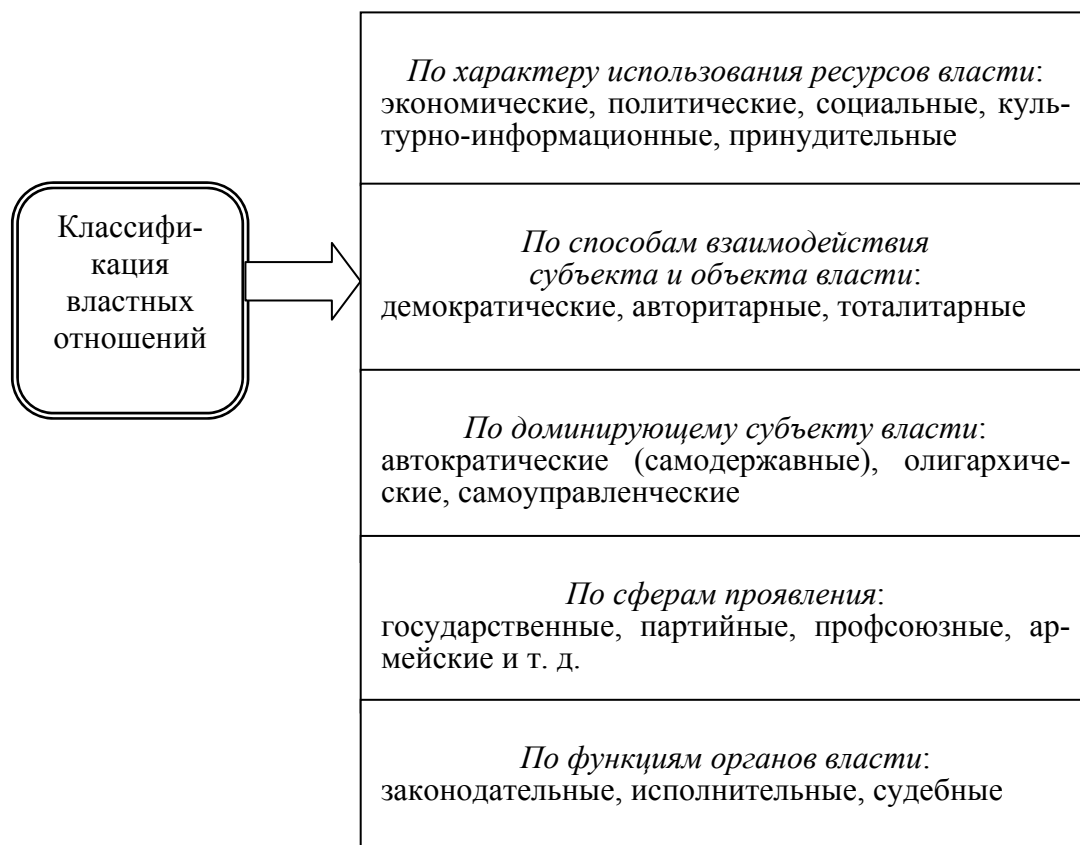 Классифи-
кация
властных
отношений
По характеру использования ресурсов власти:
экономические, политические, социальные, куль-
турно-информационные, принудительные
По способам взаимодействия
субъекта и объекта власти:
демократические, авторитарные, тоталитарные
По доминирующему субъекту власти:
автократические (самодержавные), олигархиче-
ские, самоуправленческие
По сферам проявления:
государственные, партийные, профсоюзные, ар-
мейские и т. д.
По функциям органов власти:
законодательные, исполнительные, судебные